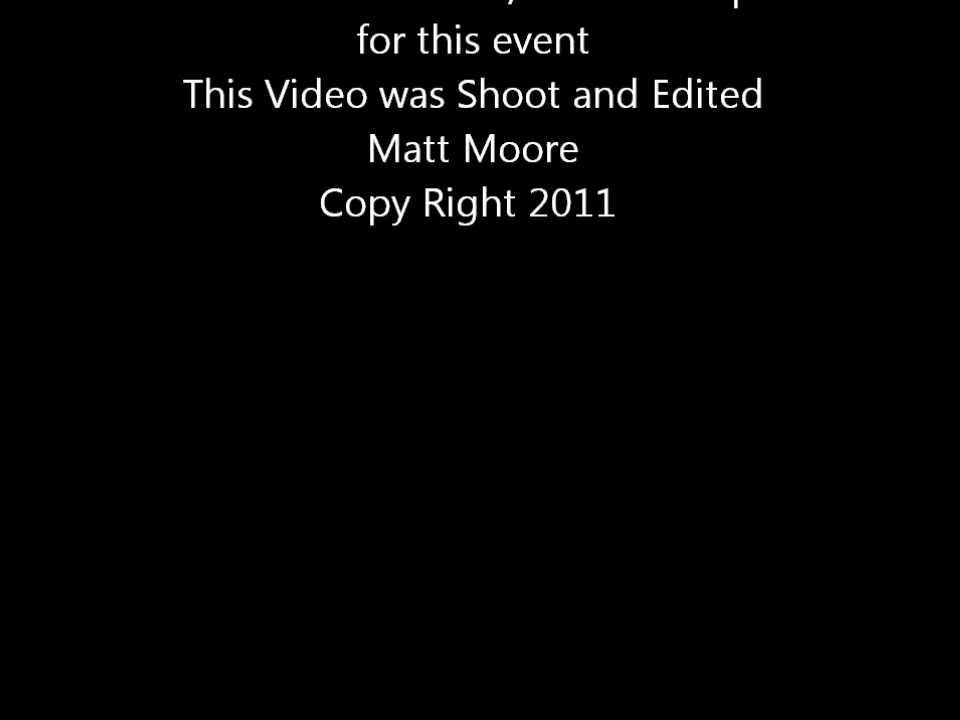 for this event
This Video was Shoot and Edited
Matt Moore
Copy Right 2011